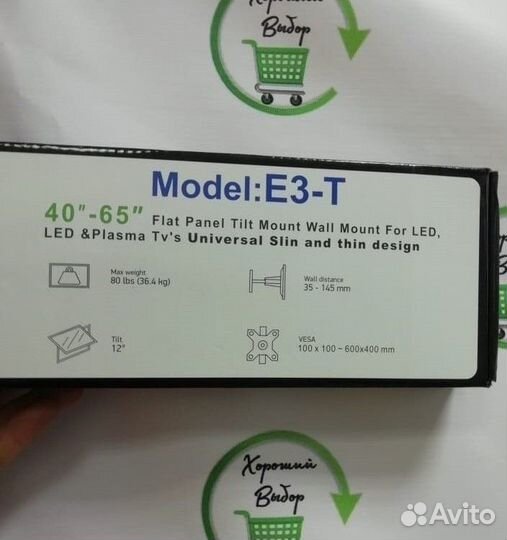 Хороший
Выбор
Model:E3-T
40"-65" Flat Panel Tilt Mount Wall Mount For LED,
LED &Plasma Tv's Universal Slin and thin design
Max weight
80 lbs (36.4 kg)
Wall distance
35 - 145 mm
Tilt
12°
VESA
100 x 100 ~ 600x400 mm
Хороший
Выбор
Avito